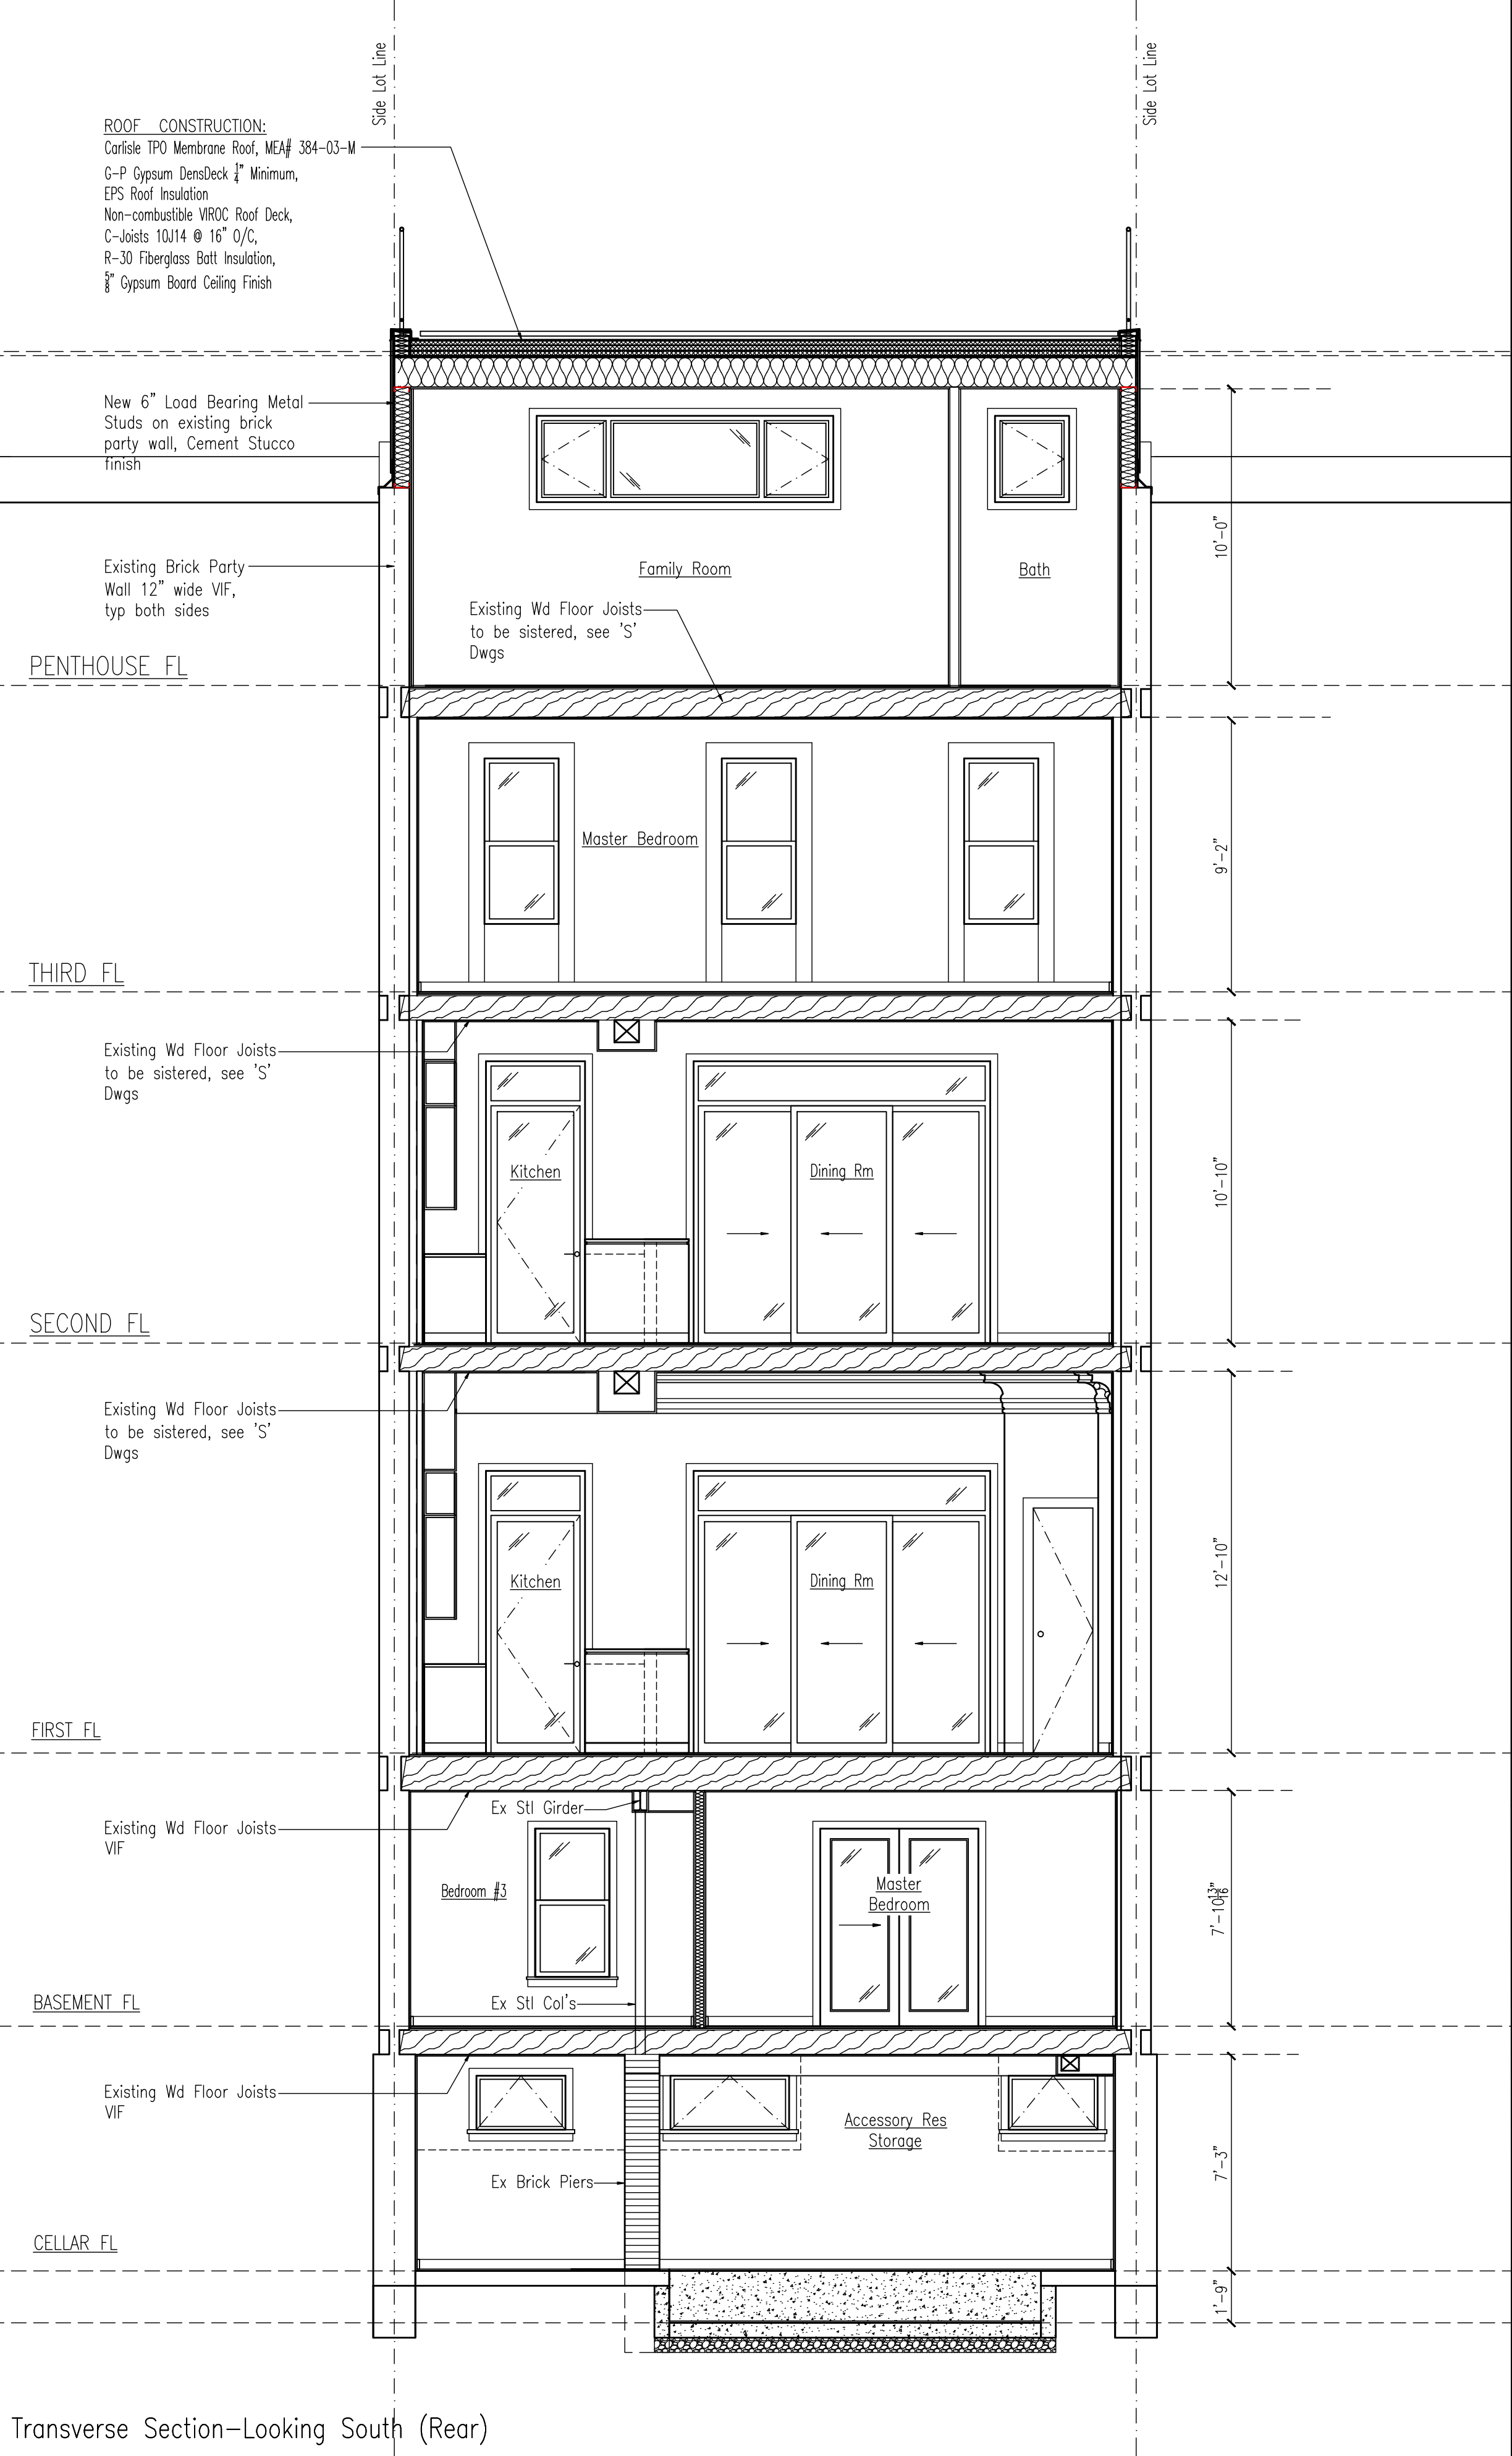 Side Lot Line
Side Lot Line
ROOF CONSTRUCTION:
Carlisle TPO Membrane Roof, MEA# 384-03-M
G-P Gypsum DensDeck 1/4" Minimum,
EPS Roof Insulation
Non-combustible VIROC Roof Deck,
C-Joists 10J14 @ 16" O/C,
R-30 Fiberglass Batt Insulation,
5/8" Gypsum Board Ceiling Finish
New 6" Load Bearing Metal
Studs on existing brick
party wall, Cement Stucco
finish
10'-0"
Existing Brick Party
Wall 12" wide VIF,
typ both sides
Family Room
Bath
Existing Wd Floor Joists
to be sistered, see 'S'
Dwgs
PENTHOUSE FL
Master Bedroom
9'-2"
THIRD FL
Existing Wd Floor Joists
to be sistered, see 'S'
Dwgs
Kitchen
Dining Rm
10'-10"
SECOND FL
Existing Wd Floor Joists
to be sistered, see 'S'
Dwgs
Kitchen
Dining Rm
12'-10"
FIRST FL
Ex Stl Girder
Existing Wd Floor Joists
VIF
Bedroom #3
Master
Bedroom
7'-10 13/16"
Ex Stl Col's
BASEMENT FL
Existing Wd Floor Joists
VIF
Accessory Res
Storage
7'-3"
Ex Brick Piers
CELLAR FL
1'-9"
Transverse Section-Looking South (Rear)